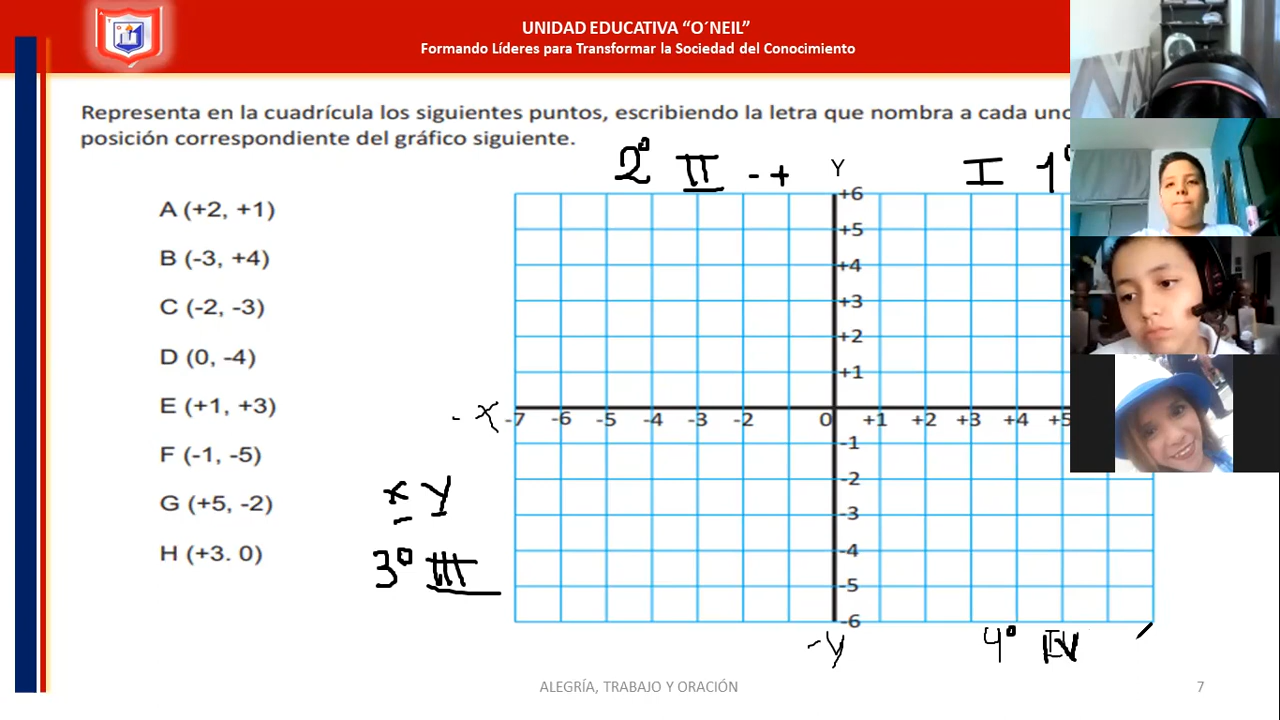 UNIDAD EDUCATIVA “O´NEIL”
Formando Líderes para Transformar la Sociedad del Conocimiento
Representa en la cuadrícula los siguientes puntos, escribiendo la letra que nombra a cada uno
posición correspondiente del gráfico siguiente.
2º II - + Y I 1º
A (+2, +1)
B (-3, +4)
C (-2, -3)
D (0, -4)
E (+1, +3)
F (-1, -5)
G (+5, -2)
H (+3. 0)
+6
+5
+4
+3
+2
+1
- X -7 -6 -5 -4 -3 -2 0 +1 +2 +3 +4 +5
-1
-2
-3
-4
-5
-6
x y
3º III
-y 4º IV
ALEGRÍA, TRABAJO Y ORACIÓN 7